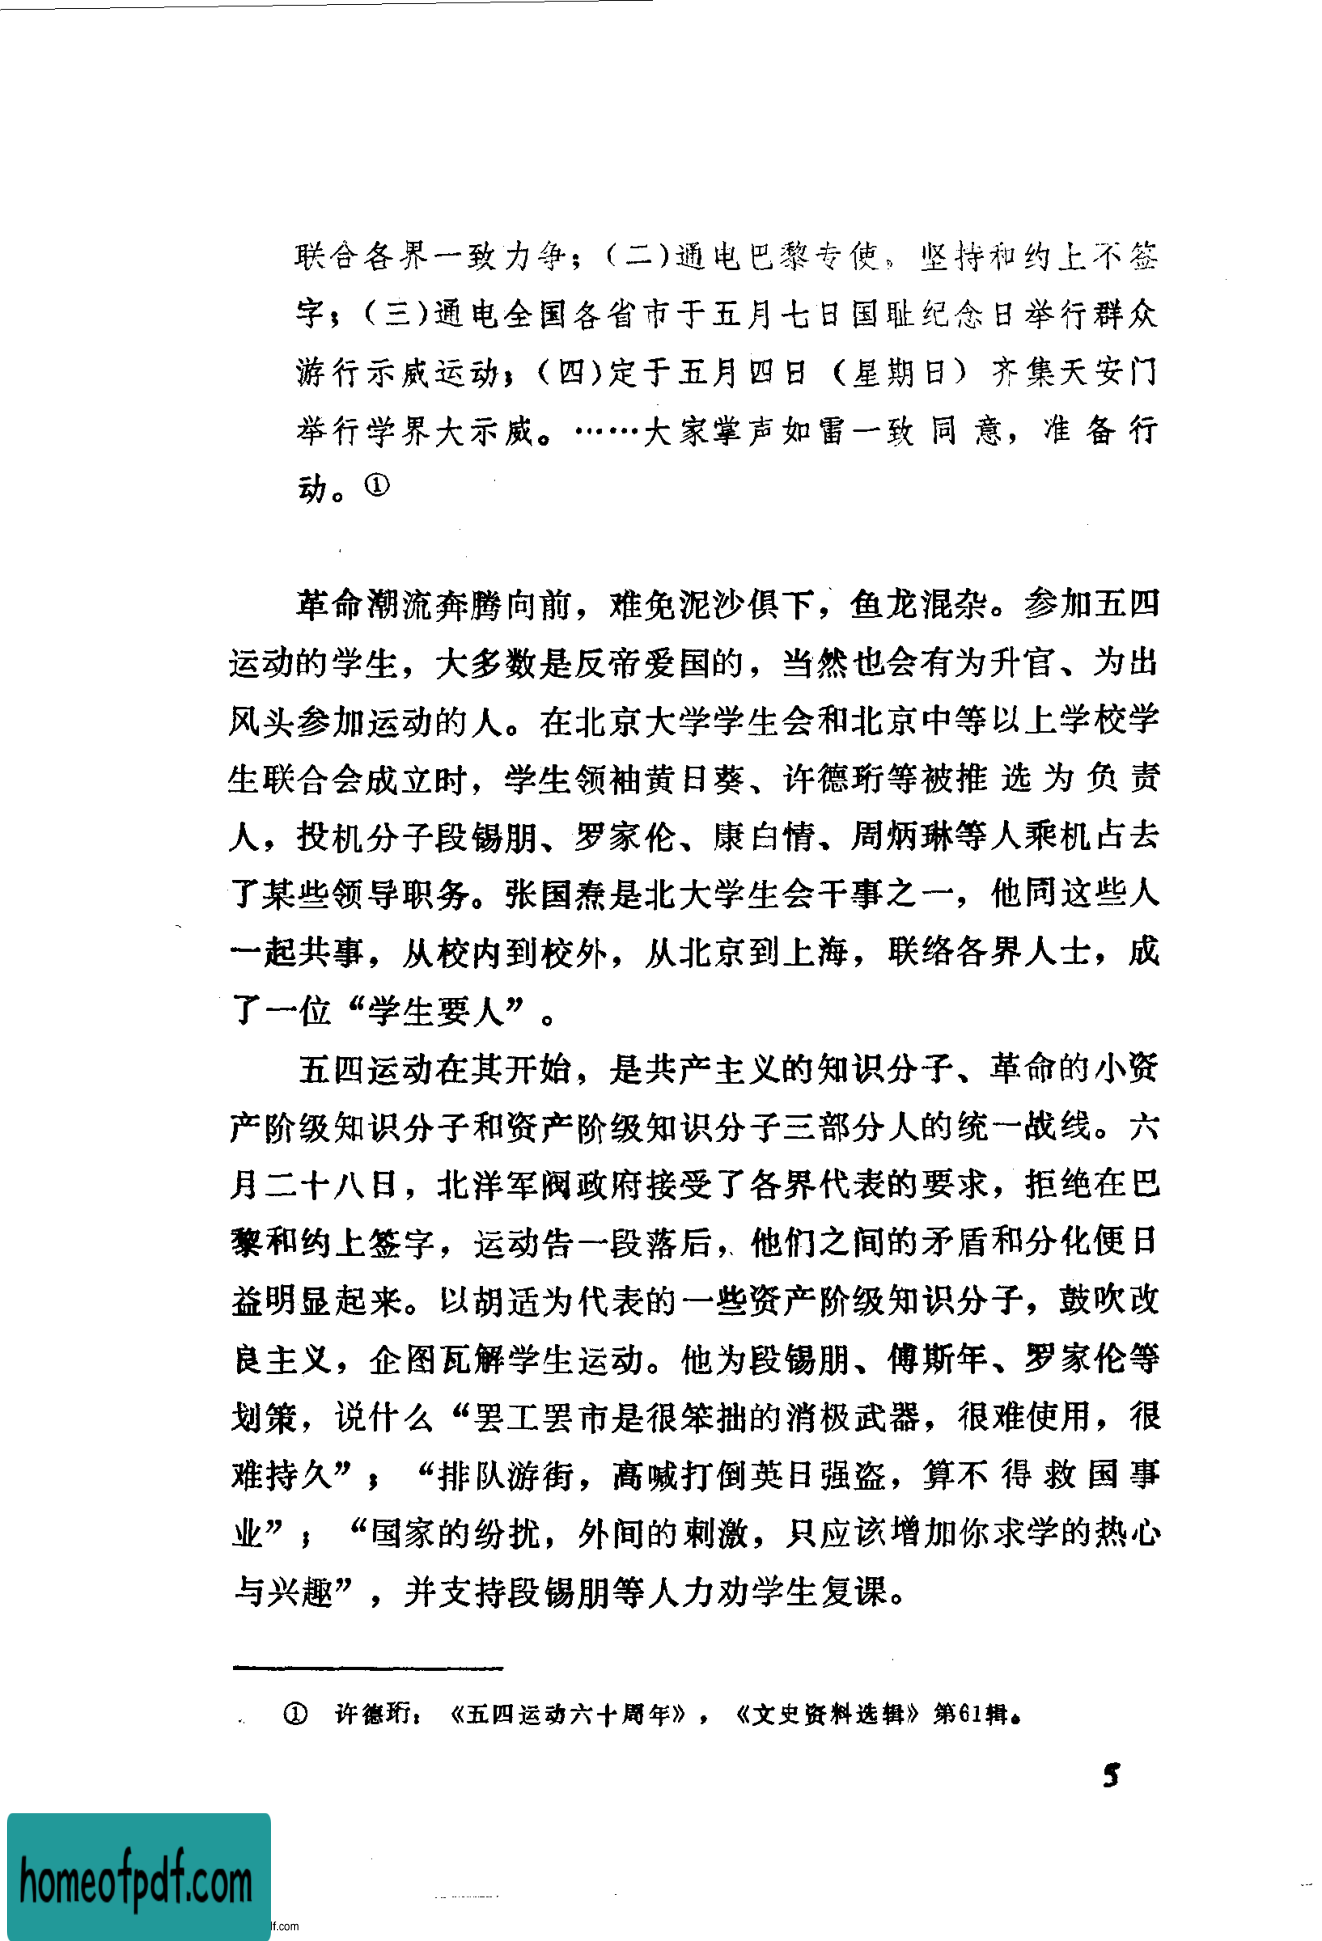 联合各界一致力争；(二)通电巴黎专使。坚持和约上不签
字；(三)通电全国各省市于五月七日国耻纪念日举行群众
游行示威运动；(四)定于五月四日（星期日）齐集天安门
举行学界大示威。……大家掌声如雷一致同意，准备行
动。①
革命潮流奔腾向前，难免泥沙俱下，鱼龙混杂。参加五四
运动的学生，大多数是反帝爱国的，当然也会有为升官、为出
风头参加运动的人。在北京大学学生会和北京中等以上学校学
生联合会成立时，学生领袖黄日葵、许德珩等被推选为负责
人，投机分子段锡朋、罗家伦、康白情、周炳琳等人乘机占去
了某些领导职务。张国焘是北大学生会干事之一，他同这些人
一起共事，从校内到校外，从北京到上海，联络各界人士，成
了一位“学生要人”。
五四运动在其开始，是共产主义的知识分子、革命的小资
产阶级知识分子和资产阶级知识分子三部分人的统一战线。六
月二十八日，北洋军阀政府接受了各界代表的要求，拒绝在巴
黎和约上签字，运动告一段落后，他们之间的矛盾和分化便日
益明显起来。以胡适为代表的一些资产阶级知识分子，鼓吹改
良主义，企图瓦解学生运动。他为段锡朋、傅斯年、罗家伦等
划策，说什么“罢工罢市是很笨拙的消极武器，很难使用，很
难持久”；“排队游街，高喊打倒英日强盗，算不得救国事
业”；“国家的纷扰，外间的刺激，只应该增加你求学的热心
与兴趣”，并支持段锡朋等人力劝学生复课。
① 许德珩：《五四运动六十周年》，《文史资料选辑》第61辑。
5
homeofpdf.com
lf.com